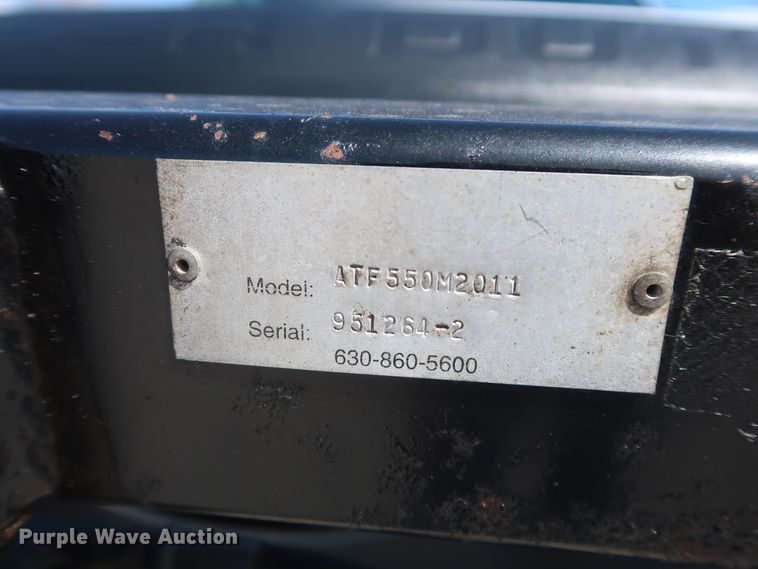 Model: ATF550M2011
Serial: 951264-2
630-860-5600
Purple Wave Auction